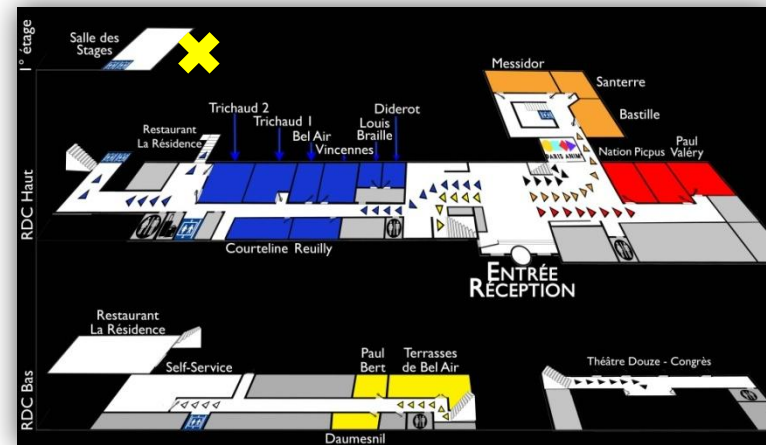 1° étage
Salle des
Stages
Messidor
Santerre
Bastille
Trichaud 2
Trichaud 1
Bel Air
Vincennes
Louis
Braille
Diderot
Restaurant
La Résidence
PARIS ANIM'
Nation Picpus
Paul
Valéry
RDC Haut
Courteline Reuilly
ENTRÉE
RÉCEPTION
Restaurant
La Résidence
Self-Service
Paul
Bert
Terrasses
de Bel Air
Théâtre Douze - Congrès
RDC Bas
Daumesnil